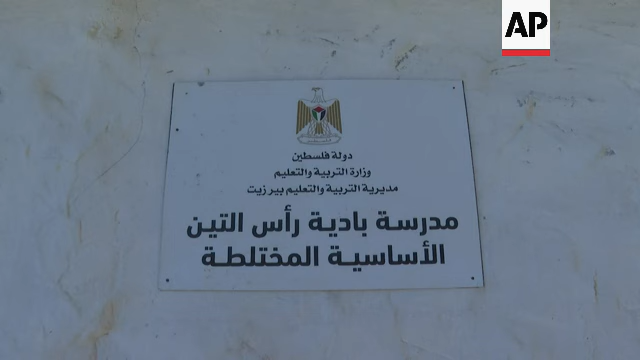 AP
دولة فلسطين
وزارة التربية والتعليم
مديرية التربية والتعليم بير زيت
مدرسة بادية رأس التين
الأساسية المختلطة